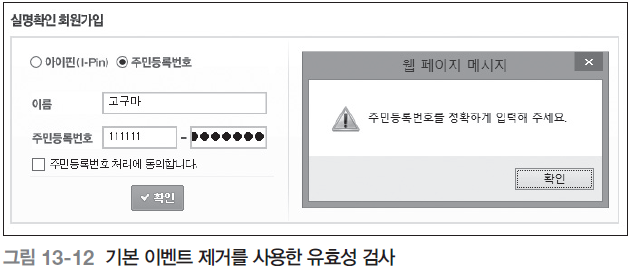 실명확인 회원가입
아이핀(I-Pin) 주민등록번호
이름 고구마
주민등록번호 111111 - ●●●●●●●
주민등록번호 처리에 동의합니다.
확인
웹 페이지 메시지
주민등록번호를 정확하게 입력해 주세요.
확인
그림 13-12 기본 이벤트 제거를 사용한 유효성 검사